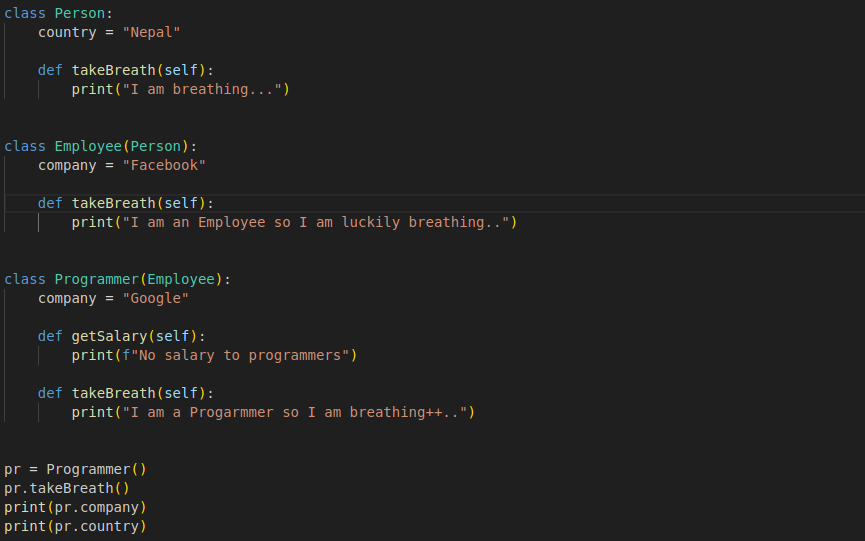 class Person:
    country = "Nepal"
    def takeBreath(self):
        print("I am breathing...")
class Employee(Person):
    company = "Facebook"
    def takeBreath(self):
        print("I am an Employee so I am luckily breathing..")
class Programmer(Employee):
    company = "Google"
    def getSalary(self):
        print(f"No salary to programmers")
    def takeBreath(self):
        print("I am a Progarmmer so I am breathing++..")
pr = Programmer()
pr.takeBreath()
print(pr.company)
print(pr.country)